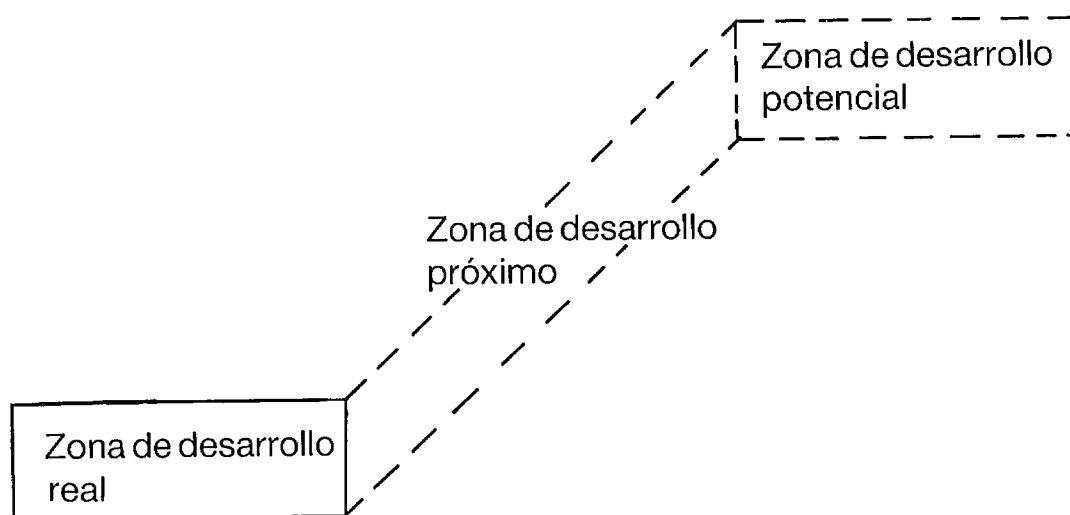 Zona de desarrollo
potencial
Zona de desarrollo
próximo
Zona de desarrollo
real